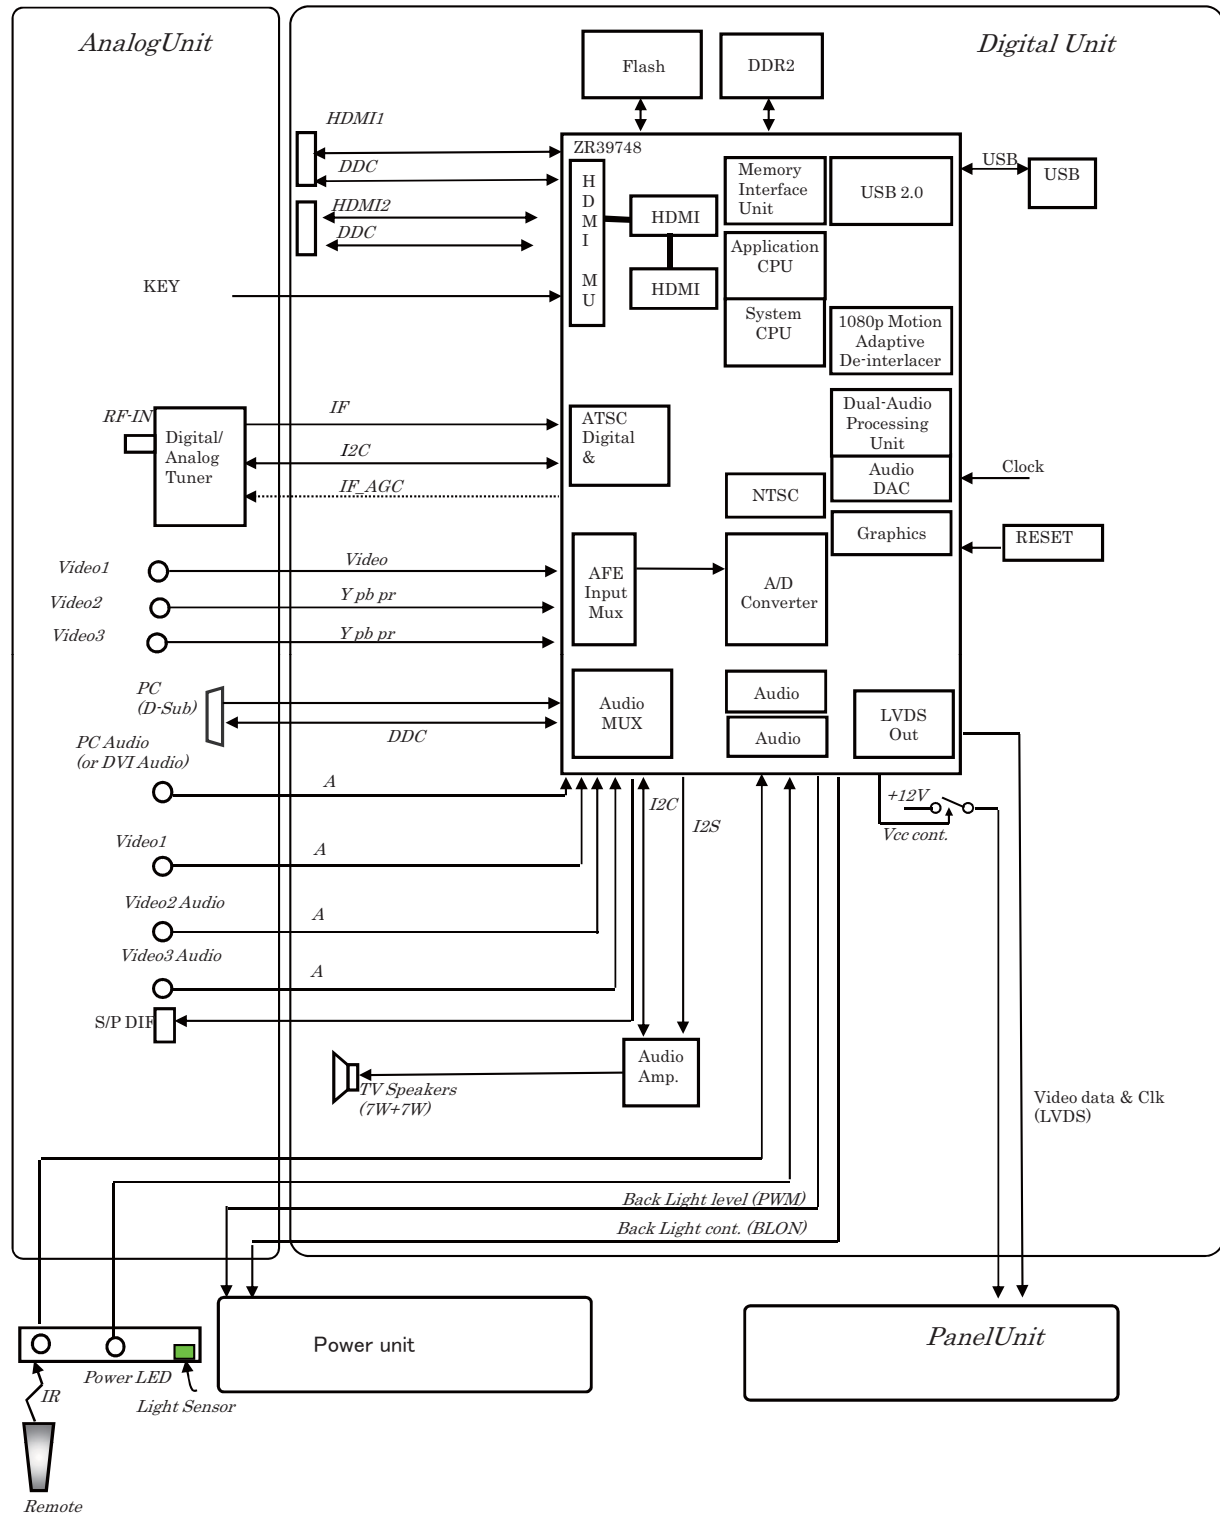 AnalogUnit
Digital Unit
Flash
DDR2
HDMI1
DDC
HDMI2
DDC
KEY
ZR39748
HDMI MU
HDMI
HDMI
Memory
Interface
Unit
USB 2.0
USB
USB
Application
CPU
System
CPU
1080p Motion
Adaptive
De-interlacer
RF-IN
Digital/
Analog
Tuner
IF
I2C
IF_AGC
ATSC
Digital
&
Dual-Audio
Processing
Unit
Audio
DAC
Clock
NTSC
Graphics
RESET
Video1
Video
Video2
Y pb pr
Video3
Y pb pr
AFE
Input
Mux
A/D
Converter
PC
(D-Sub)
DDC
Audio
MUX
Audio
Audio
LVDS
Out
PC Audio
(or DVI Audio)
A
I2C
I2S
+12V
Vcc cont.
Video1
A
Video2 Audio
A
Video3 Audio
A
S/P DIF
Audio
Amp.
TV Speakers
(7W+7W)
Video data & Clk
(LVDS)
Back Light level (PWM)
Back Light cont. (BLON)
Power unit
PanelUnit
Power LED
IR
Light Sensor
Remote